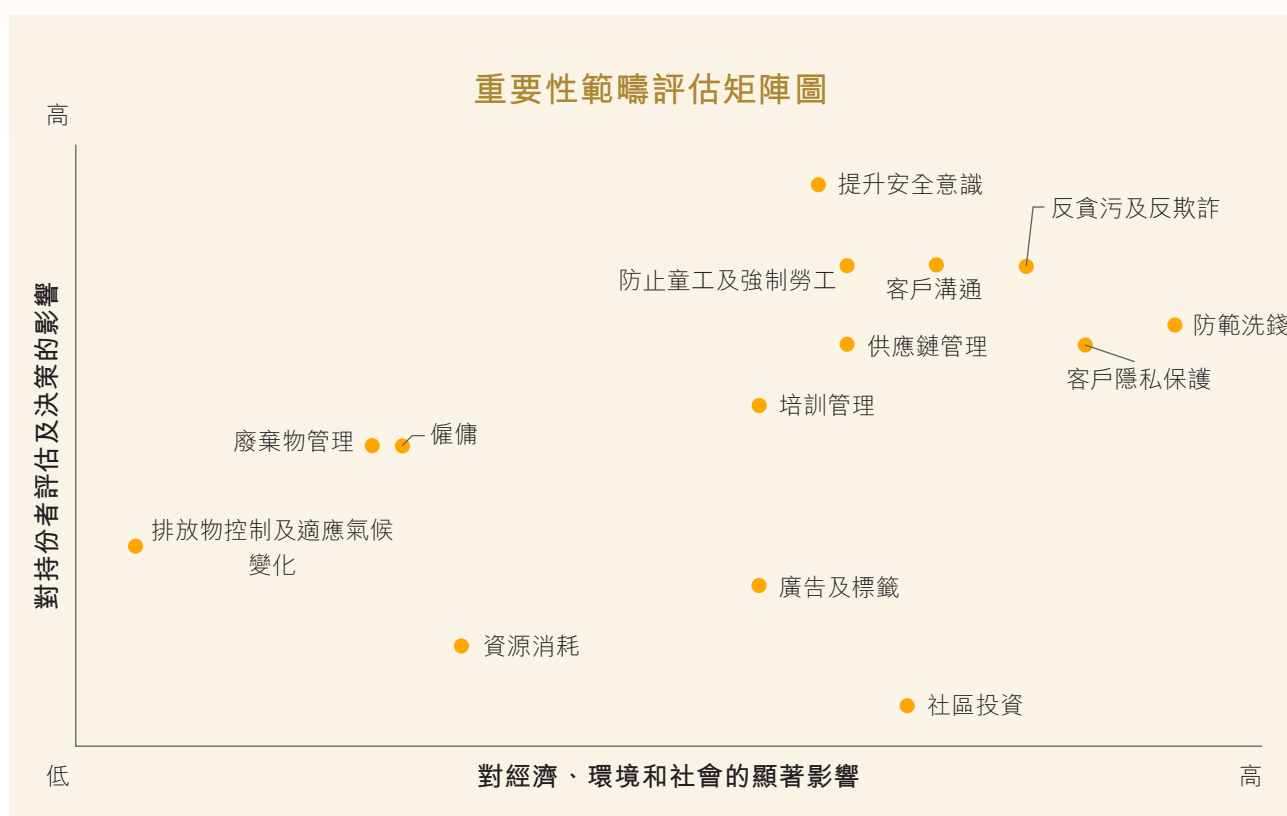 重要性範疇評估矩陣圖
高
對持份者評估及決策的影響
提升安全意識
反貪污及反欺詐
防止童工及強制勞工
客戶溝通
防範洗錢
供應鏈管理
客戶隱私保護
培訓管理
廢棄物管理
僱傭
排放物控制及適應氣候
變化
廣告及標籤
資源消耗
社區投資
低
對經濟、環境和社會的顯著影響
高